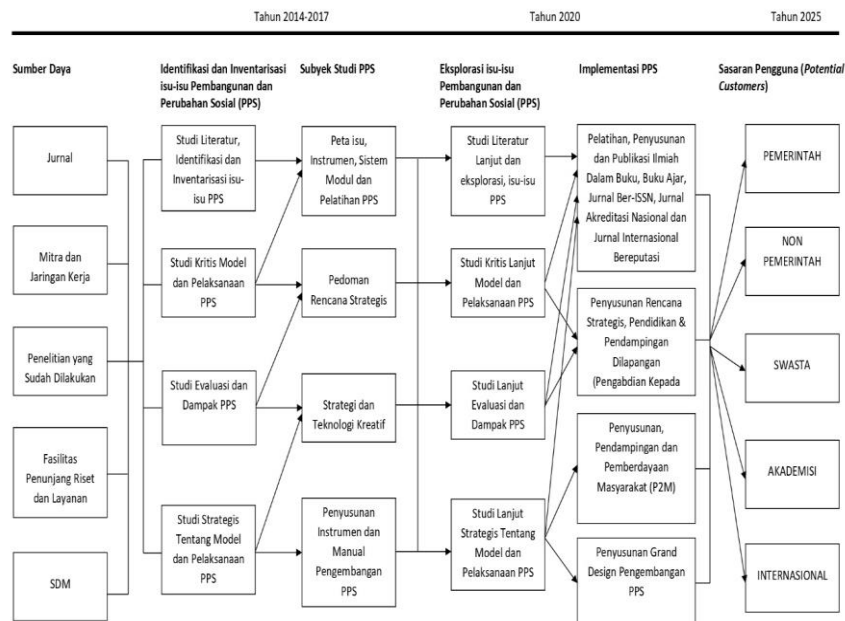 Tahun 2014-2017
Tahun 2020
Tahun 2025
Sumber Daya
Identifikasi dan Inventarisasi
isu-isu Pembangunan dan
Perubahan Sosial (PPS)
Subyek Studi PPS
Eksplorasi isu-isu
Pembangunan dan
Perubahan Sosial (PPS)
Implementasi PPS
Sasaran Pengguna (Potential
Customers)
Jurnal
Mitra dan
Jaringan Kerja
Penelitian yang
Sudah Dilakukan
Fasilitas
Penunjang Riset
dan Layanan
SDM
Studi Literatur,
Identifikasi dan
Inventarisasi isu-
isu PPS
Studi Kritis Model
dan Pelaksanaan
PPS
Studi Evaluasi dan
Dampak PPS
Studi Strategis
Tentang Model
dan Pelaksanaan
PPS
Peta isu,
Instrumen, Sistem
Modul dan
Pelatihan PPS
Pedoman
Rencana Strategis
Strategi dan
Teknologi Kreatif
Penyusunan
Instrumen dan
Manual
Pengembangan
PPS
Studi Literatur
Lanjut dan
eksplorasi, isu-isu
PPS
Studi Kritis Lanjut
Model dan
Pelaksanaan PPS
Studi Lanjut
Evaluasi dan
Dampak PPS
Studi Lanjut
Strategis Tentang
Model dan
Pelaksanaan PPS
Pelatihan, Penyusunan
dan Publikasi Ilmiah
Dalam Buku, Buku Ajar,
Jurnal Ber-ISSN, Jurnal
Akreditasi Nasional dan
Jurnal Internasional
Bereputasi
Penyusunan Rencana
Strategis, Pendidikan &
Pendampingan
Dilapangan
(Pengabdian Kepada
Penyusunan,
Pendampingan dan
Pemberdayaan
Masyarakat (P2M)
Penyusunan Grand
Design Pengembangan
PPS
PEMERINTAH
NON
PEMERINTAH
SWASTA
AKADEMISI
INTERNASIONAL